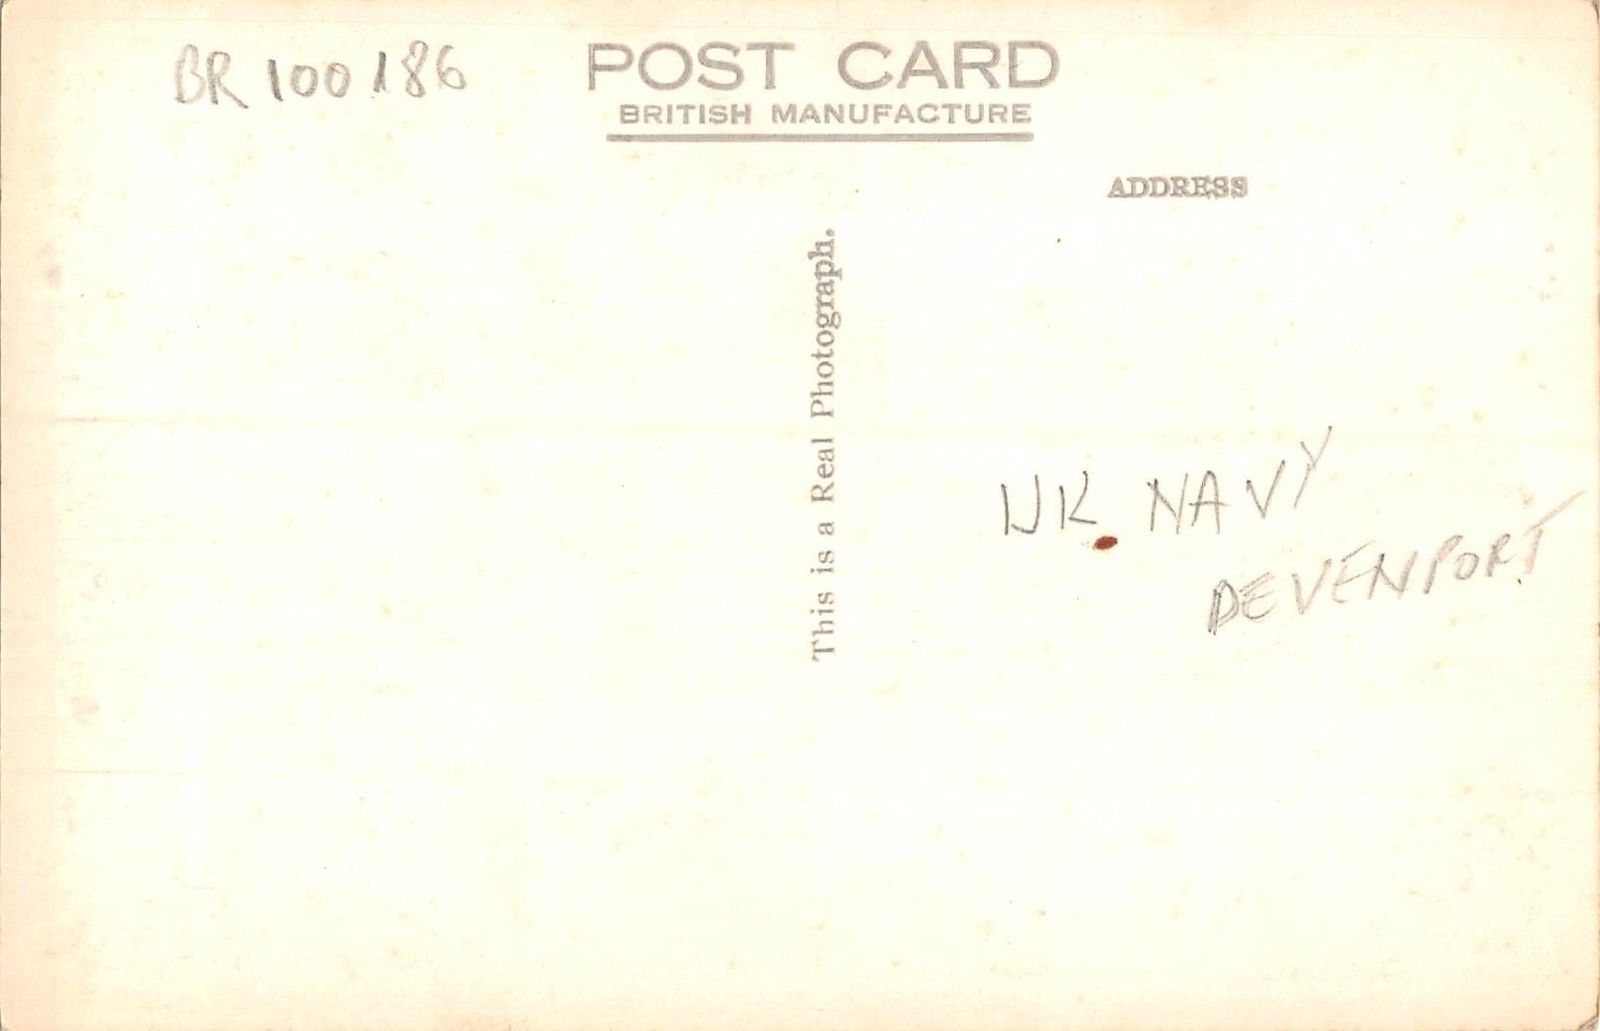 BR 100186
POST CARD
BRITISH MANUFACTURE
ADDRESS
This is a Real Photograph.
UK NAVY
DEVENPORT